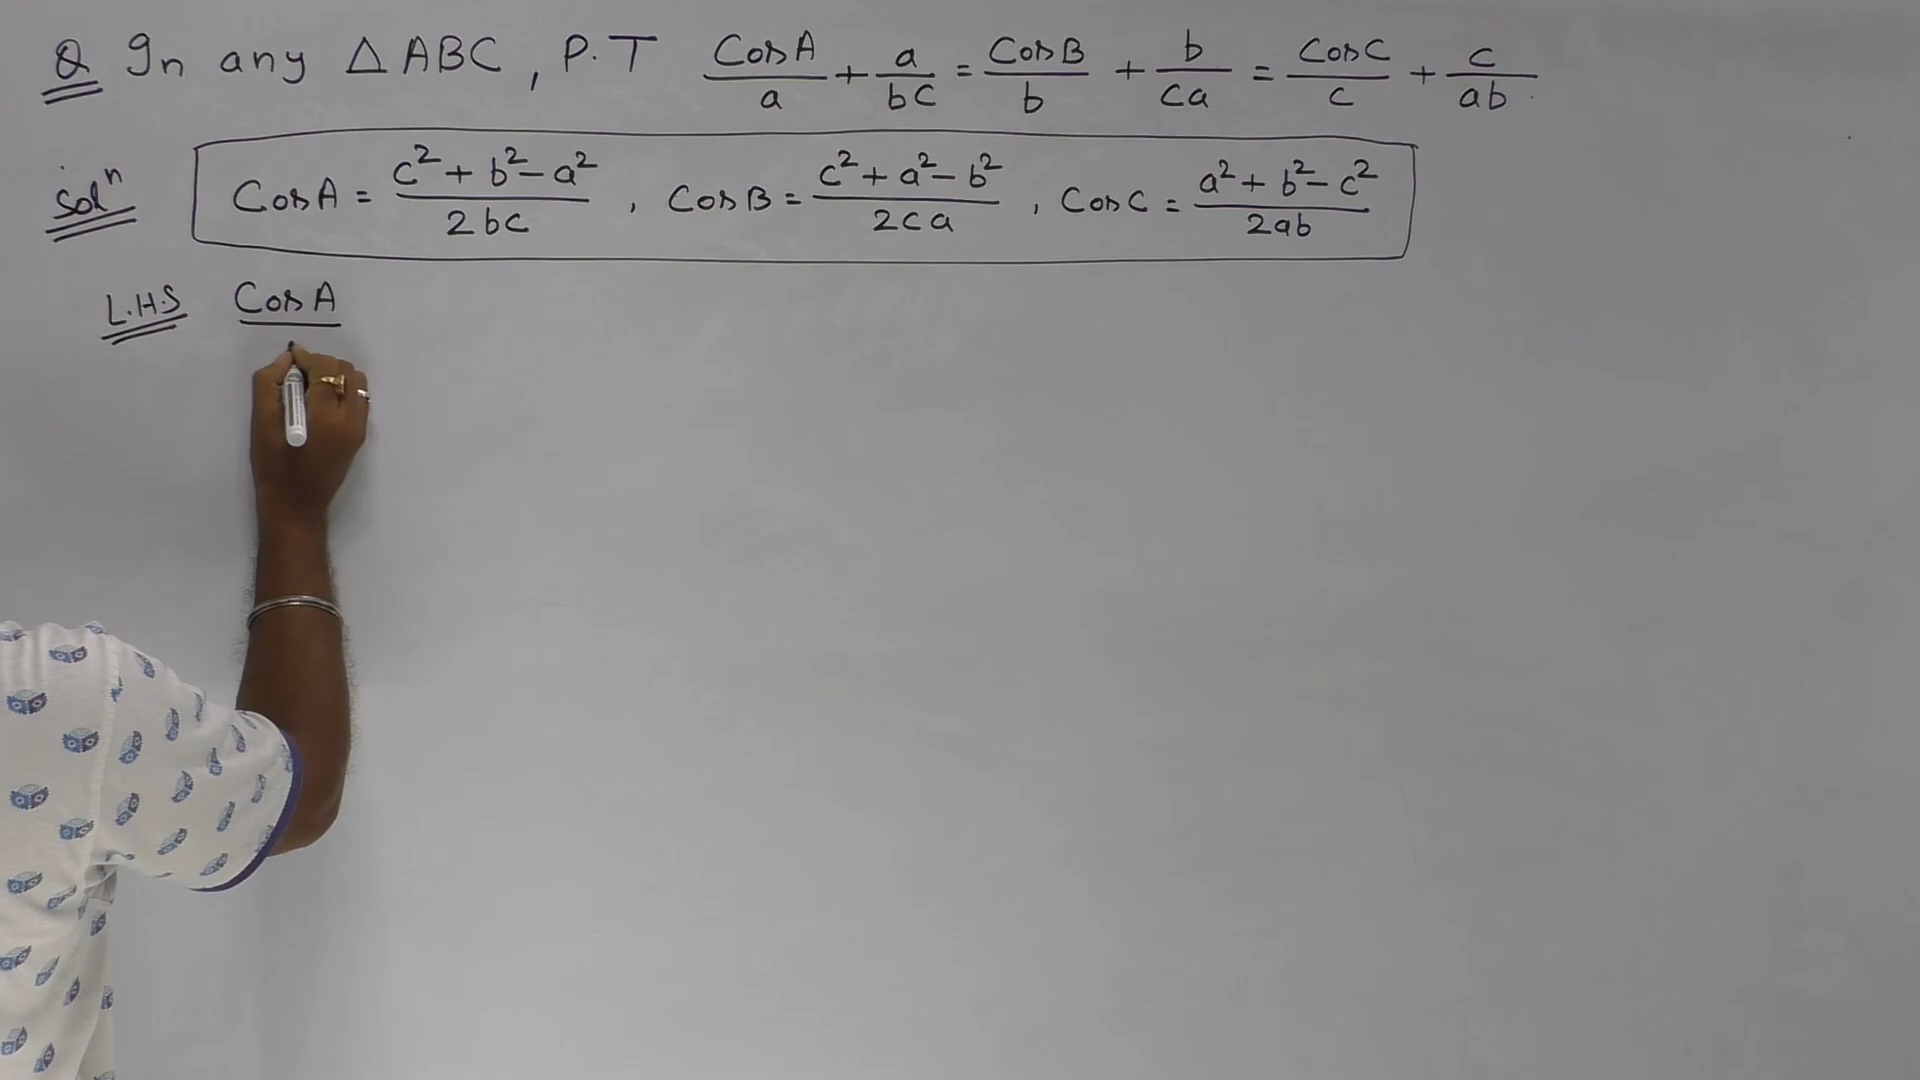 Q In any △ABC, P.T CosA/a + a/bc = CosB/b + b/ca = CosC/c + c/ab.
Solⁿ CosA = c²+b²-a²/2bc, CosB = c²+a²-b²/2ca, CosC = a²+b²-c²/2ab
L.H.S CosA